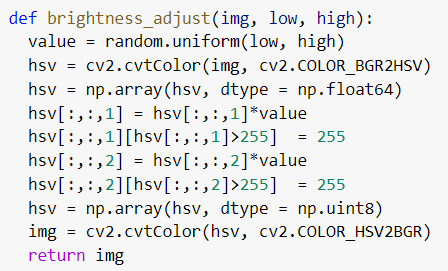 def brightness_adjust(img, low, high):
  value = random.uniform(low, high)
  hsv = cv2.cvtColor(img, cv2.COLOR_BGR2HSV)
  hsv = np.array(hsv, dtype = np.float64)
  hsv[:,:,1] = hsv[:,:,1]*value
  hsv[:,:,1][hsv[:,:,1]>255]  = 255
  hsv[:,:,2] = hsv[:,:,2]*value
  hsv[:,:,2][hsv[:,:,2]>255]  = 255
  hsv = np.array(hsv, dtype = np.uint8)
  img = cv2.cvtColor(hsv, cv2.COLOR_HSV2BGR)
  return img